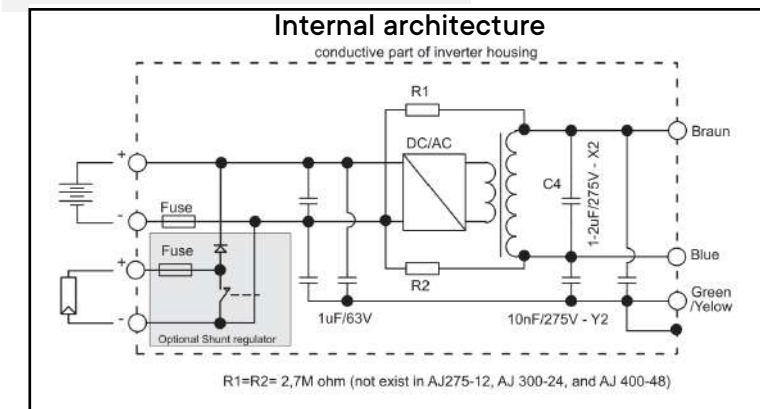 Internal architecture
conductive part of inverter housing
R1
DC/AC
Braun
C4
1-2uF/275V - X2
+
-
Fuse
Fuse
+
-
Blue
R2
Green
/Yelow
1uF/63V
10nF/275V - Y2
Optional Shunt regulator
R1=R2= 2,7M ohm (not exist in AJ275-12, AJ 300-24, and AJ 400-48)